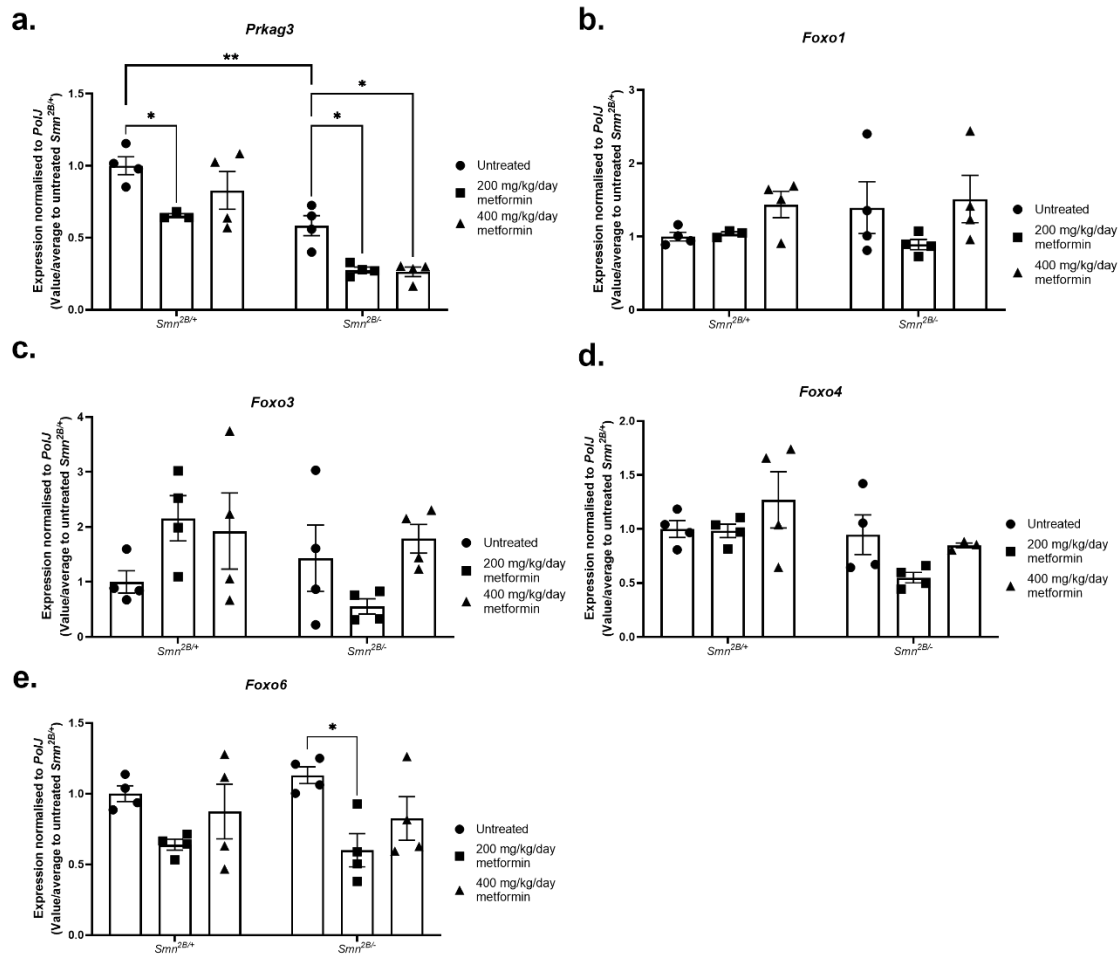 a.
Prkag3
**
*
*
*
Expression normalised to PolJ
(Value/average to untreated Smn2B/+)
1.5
1.0
0.5
0.0
Smn2B/+
Smn2B/-
Untreated
200 mg/kg/day
metformin
400 mg/kg/day
metformin
b.
Foxo1
Expression normalised to PolJ
(Value/average to untreated Smn2B/+)
3
2
1
0
Smn2B/+
Smn2B/-
Untreated
200 mg/kg/day
metformin
400 mg/kg/day
metformin
c.
Foxo3
Expression normalised to PolJ
(Value/average to untreated Smn2B/+)
4
3
2
1
0
Smn2B/+
Smn2B/-
Untreated
200 mg/kg/day
metformin
400 mg/kg/day
metformin
d.
Foxo4
Expression normalised to PolJ
(Value/average to untreated Smn2B/+)
2.0
1.5
1.0
0.5
0.0
Smn2B/+
Smn2B/-
Untreated
200 mg/kg/day
metformin
400 mg/kg/day
metformin
e.
Foxo6
*
Expression normalised to PolJ
(Value/average to untreated Smn2B/+)
1.5
1.0
0.5
0.0
Smn2B/+
Smn2B/-
Untreated
200 mg/kg/day
metformin
400 mg/kg/day
metformin